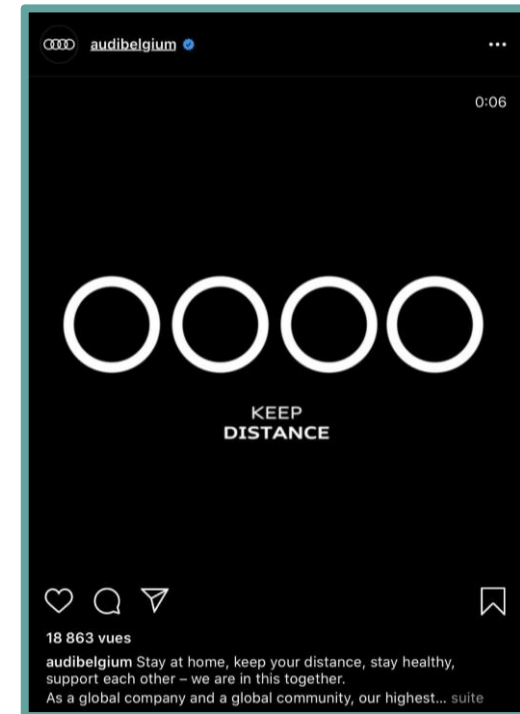 audibelgium
0:06
KEEP
DISTANCE
18 863 vues
audibelgium Stay at home, keep your distance, stay healthy,
support each other – we are in this together.
As a global company and a global community, our highest... suite